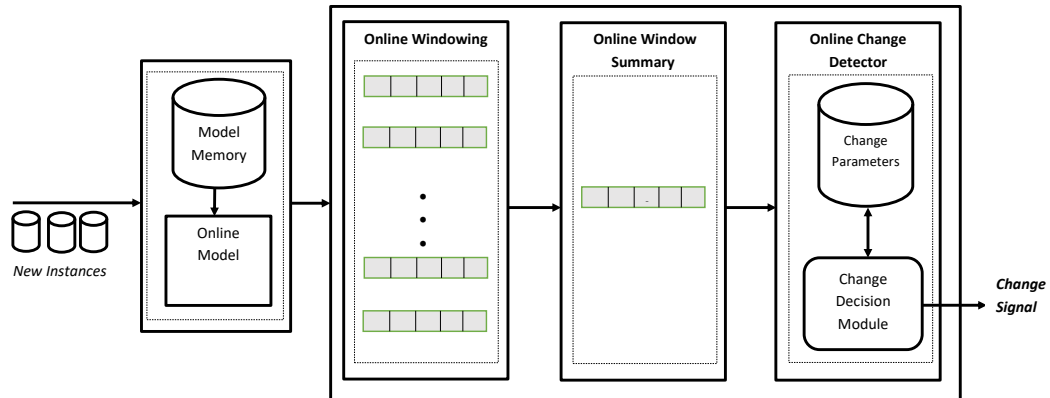 New Instances
Model
Memory
Online
Model
Online Windowing
Online Window
Summary
Online Change
Detector
Change
Parameters
Change
Decision
Module
Change
Signal